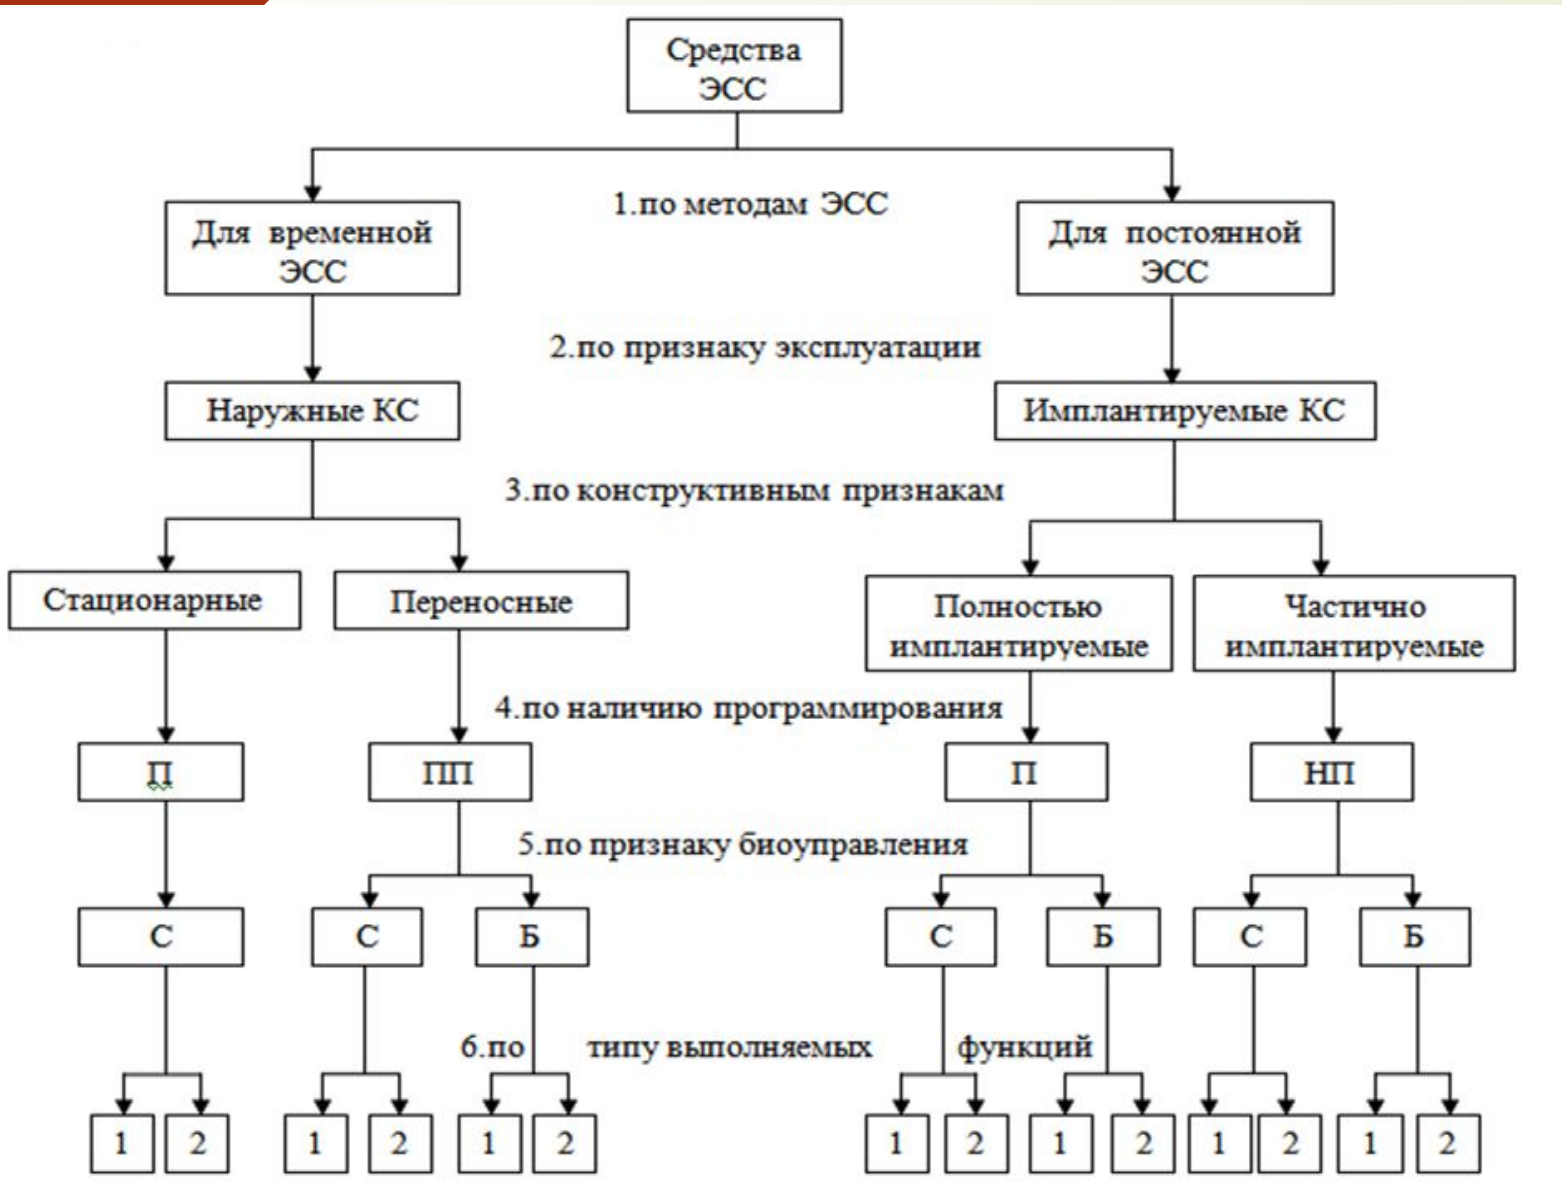 Средства
ЭСС
1.по методам ЭСС
Для временной
ЭСС
Для постоянной
ЭСС
2.по признаку эксплуатации
Наружные КС
Имплантируемые КС
3.по конструктивным признакам
Стационарные
Переносные
Полностью
имплантируемые
Частично
имплантируемые
4.по наличию программирования
П
ПП
П
НП
5.по признаку биоуправления
С
С
Б
С
Б
С
Б
6.по типу выполняемых функций
1
2
1
2
1
2
1
2
1
2
1
2
1
2